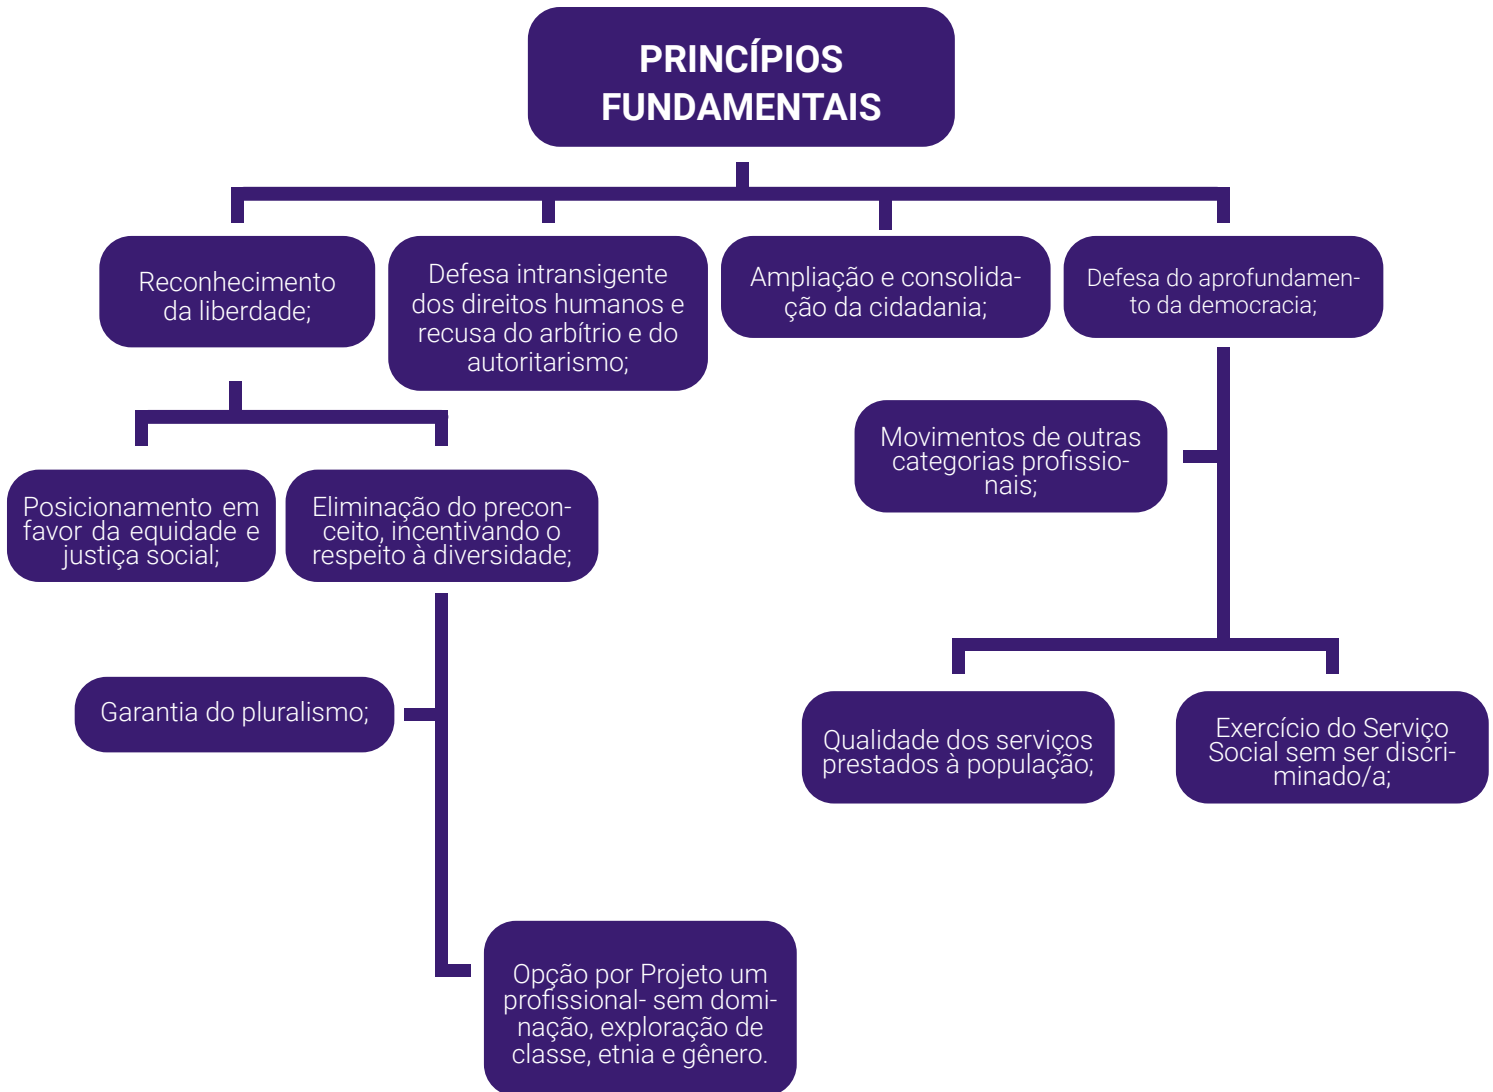 PRINCÍPIOS
FUNDAMENTAIS
Reconhecimento
da liberdade;
Defesa intransigente
dos direitos humanos e
recusa do arbítrio e do
autoritarismo;
Ampliação e consolida-
ção da cidadania;
Defesa do aprofundamen-
to da democracia;
Movimentos de outras
categorias profissio-
nais;
Posicionamento em
favor da equidade e
justiça social;
Eliminação do precon-
ceito, incentivando o
respeito à diversidade;
Garantia do pluralismo;
Qualidade dos serviços
prestados à população;
Exercício do Serviço
Social sem ser discri-
minado/a;
Opção por Projeto um
profissional- sem domi-
nação, exploração de
classe, etnia e gênero.